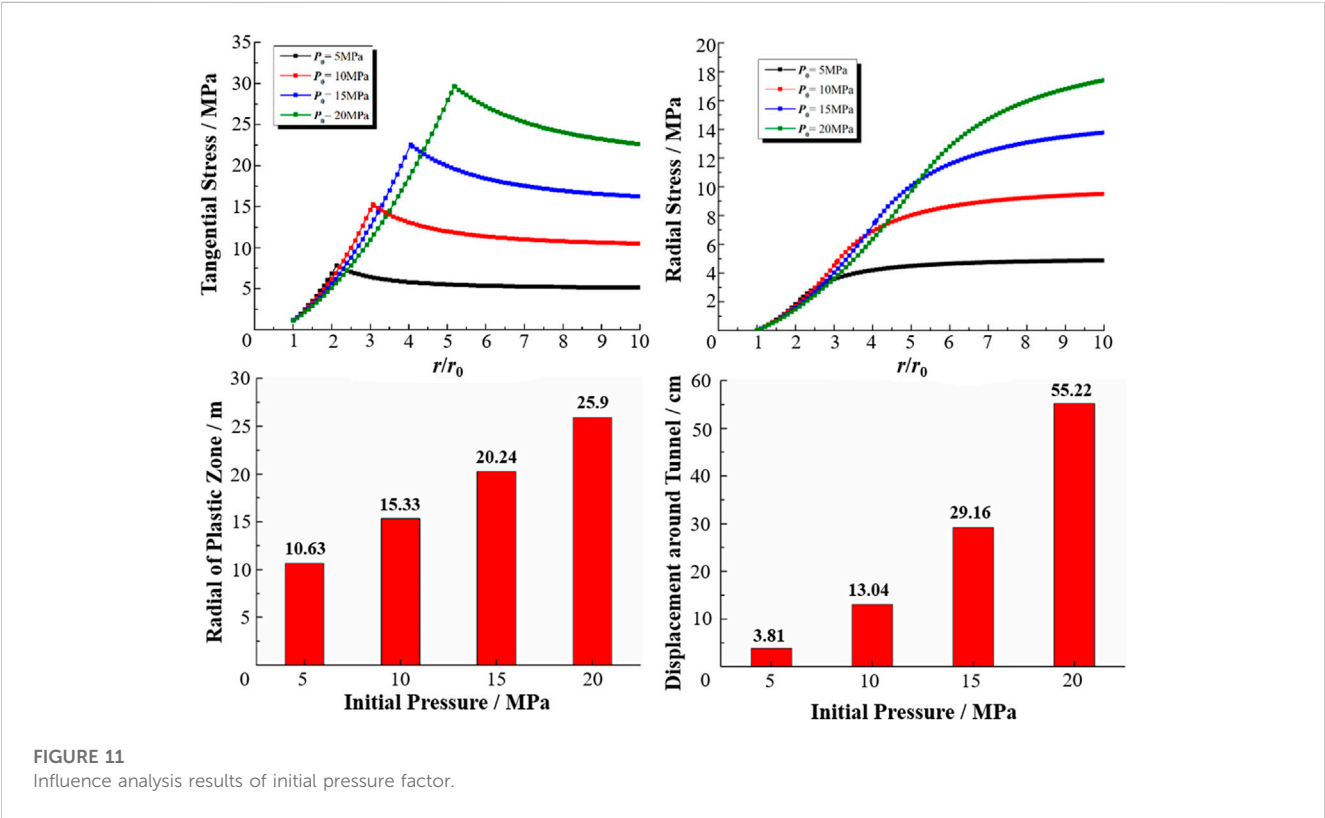 35
30
25
20
15
10
5
0
Tangential Stress / MPa
P₀= 5MPa
P₀= 10MPa
P₀− 15MPa
P₀− 20MPa
1 2 3 4 5 6 7 8 9 10
r/r₀
20
18
16
14
12
10
8
6
4
2
0
Radial Stress / MPa
P₀= 5MPa
P₀= 10MPa
P₀= 15MPa
P₀= 20MPa
1 2 3 4 5 6 7 8 9 10
r/r₀
30
25
20
15
10
5
0
Radial of Plastic Zone / m
10.63
15.33
20.24
25.9
5 10 15 20
Initial Pressure / MPa
60
50
40
30
20
10
0
Displacement around Tunnel / cm
3.81
13.04
29.16
55.22
5 10 15 20
Initial Pressure / MPa
FIGURE 11
Influence analysis results of initial pressure factor.